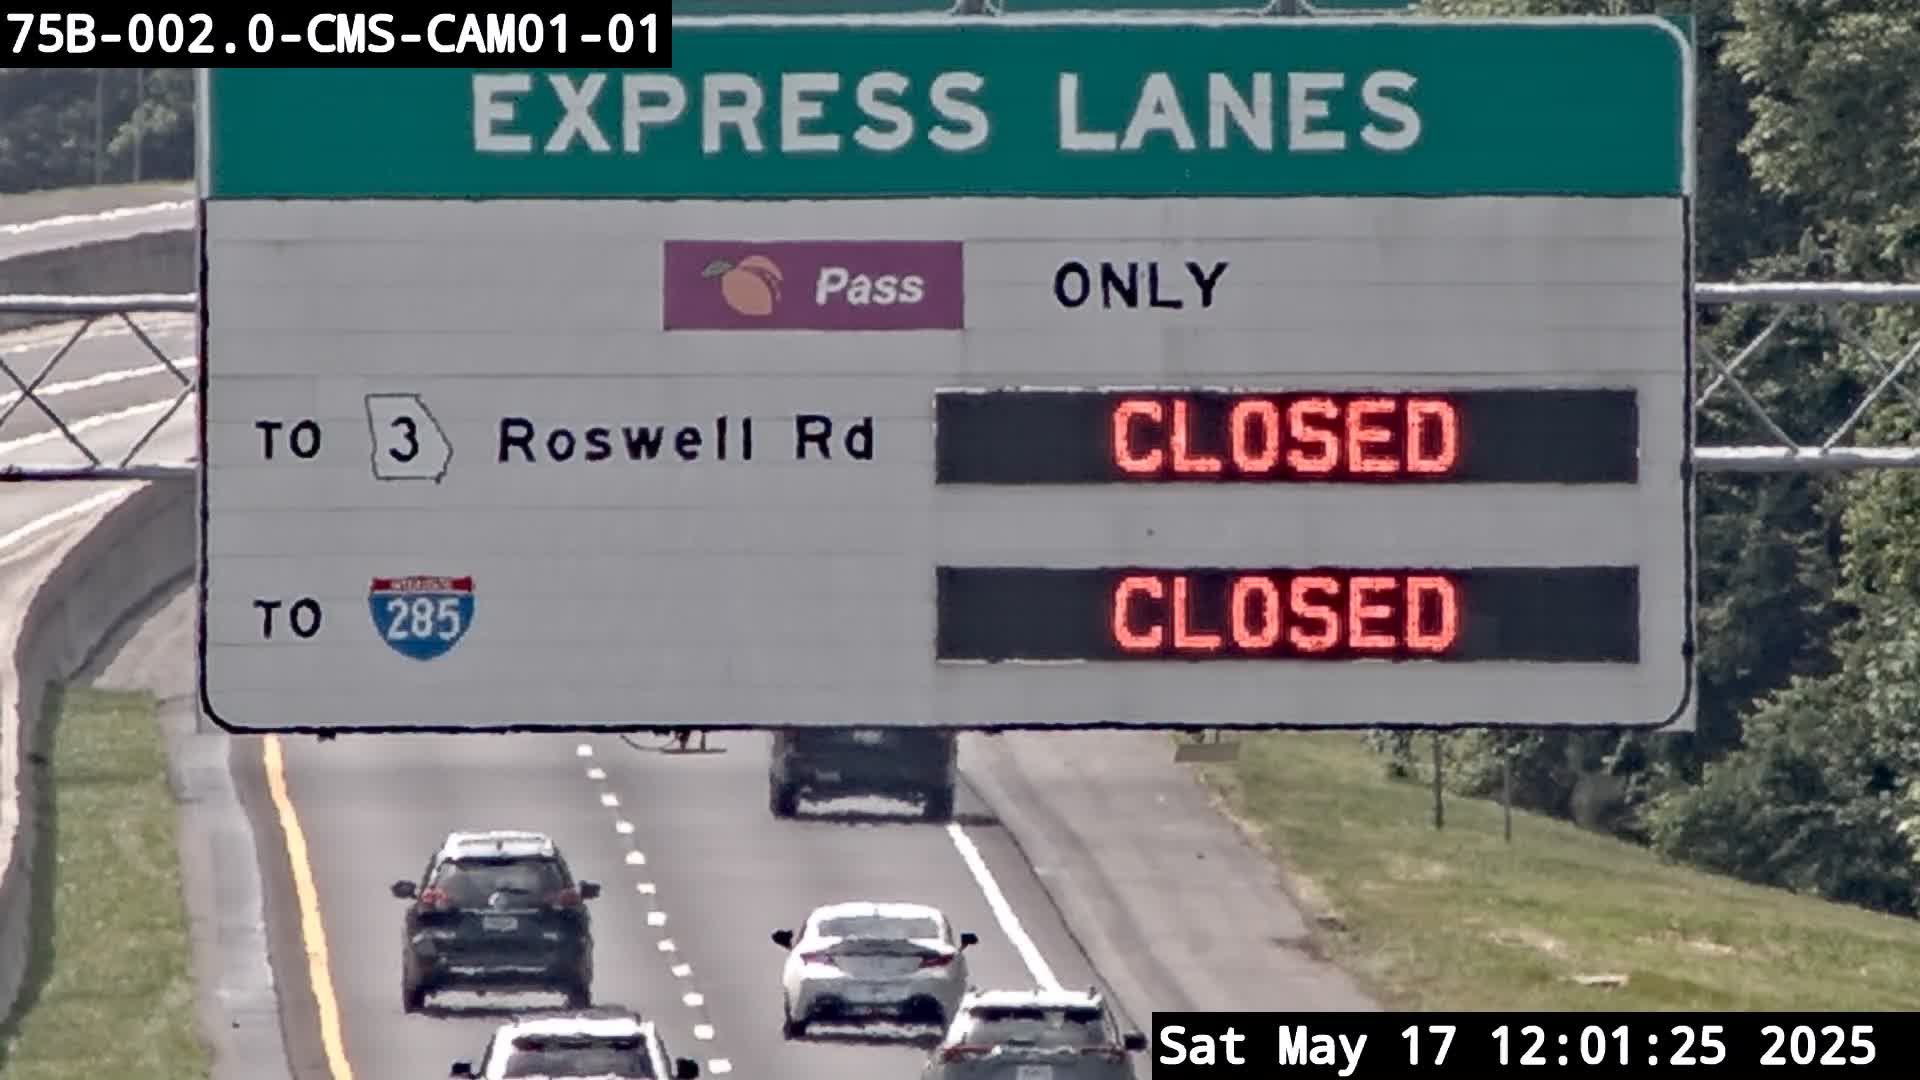 75B-002.0-CMS-CAM01-01
EXPRESS LANES
Pass ONLY
TO 3 Roswell Rd CLOSED
TO INTERSTATE 285 CLOSED
Sat May 17 12:01:25 2025